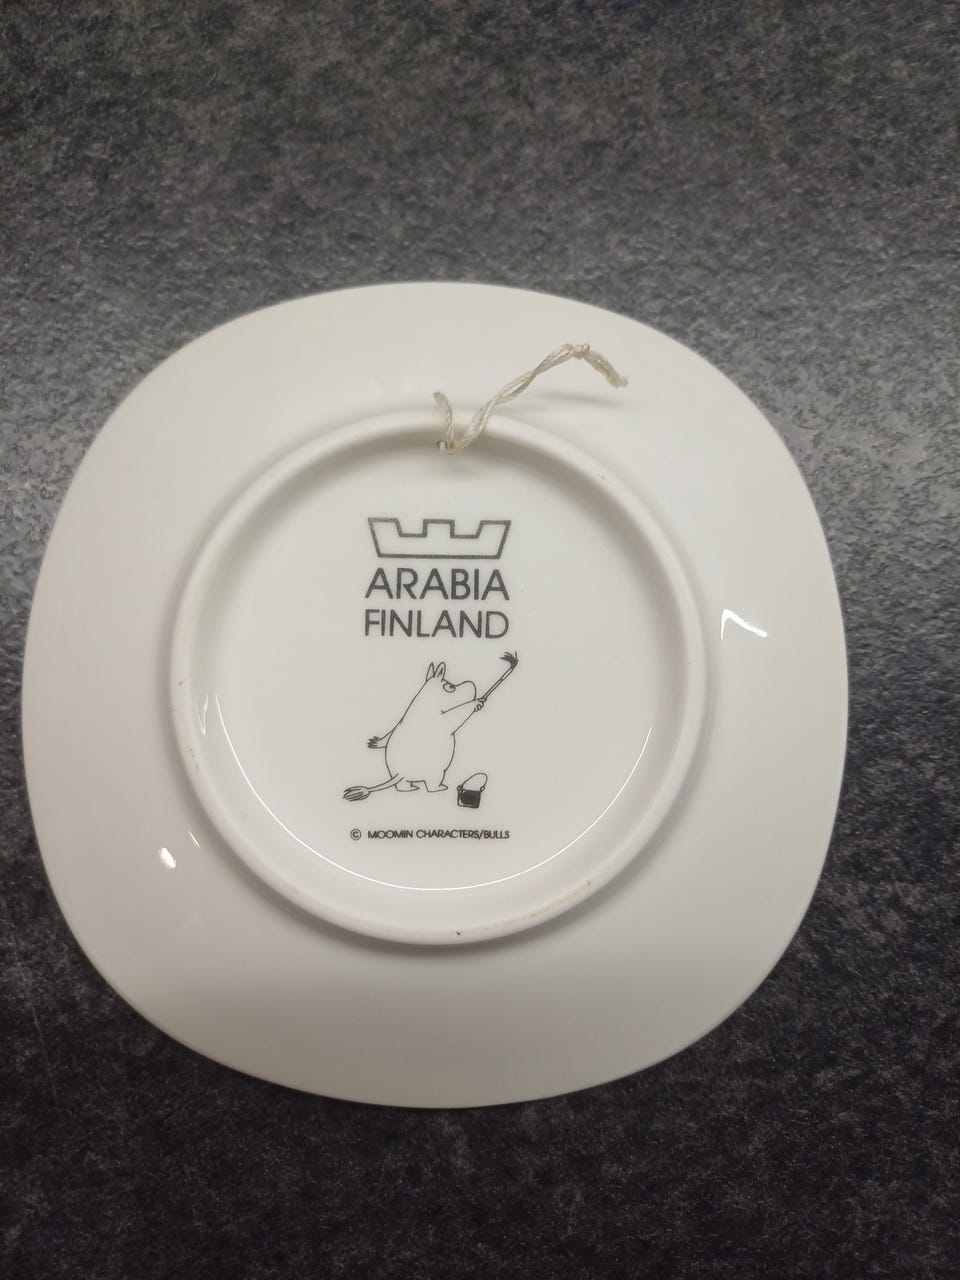 ARABIA
FINLAND
© MOOMIN CHARACTERS/BULLS